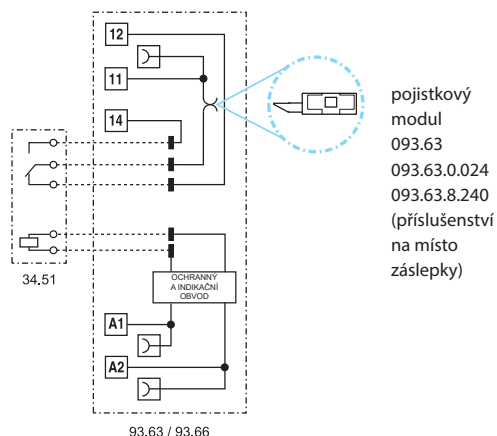 12
11
14
34.51
OCHRANNÝ
A INDIKAČNÍ
OBVOD
A1
A2
93.63 / 93.66
pojistkový
modul
093.63
093.63.0.024
093.63.8.240
(příslušenství
na místo
záslepky)